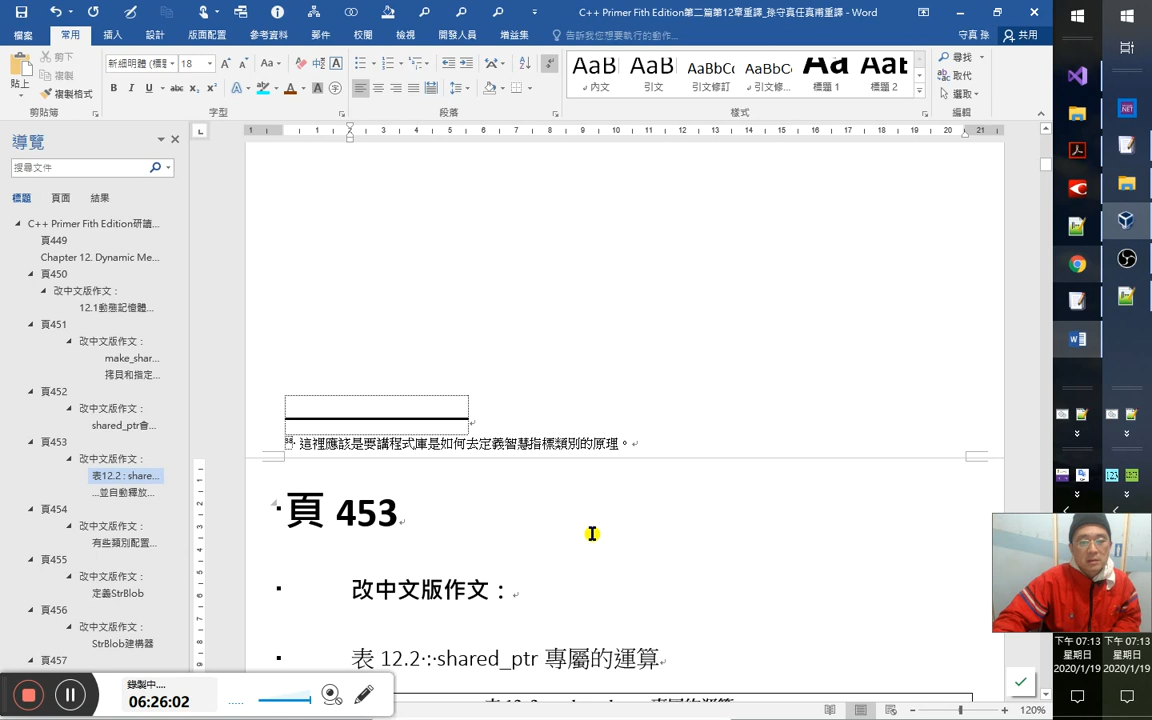 C++ Primer Fith Edition第二篇第12章重譯_孫守真任真甫重譯 - Word
檔案 常用 插入 設計 版面配置 參考資料 郵件 校閱 檢視 開發人員 增益集 告訴我您想要執行的動作... 守真 孫 共用
貼上 剪下 複製 複製格式
新細明體 (標題 18
AaB AaB AaBbCc AaBbC Aa Aat
內文 引文 引文修訂 引文修... 標題 1 標題 2
尋找 取代 選取
剪貼簿 字型 段落 樣式 編輯
導覽
搜尋文件
標題 頁面 結果
C++ Primer Fith Edition研讀...
頁449
Chapter 12. Dynamic Me...
頁450
改中文版作文：
12.1動態記憶體...
頁451
改中文版作文：
make_shar...
拷貝和指定...
頁452
改中文版作文：
shared_ptr會...
頁453
改中文版作文：
表12.2 : share...
...並自動釋放...
頁454
改中文版作文：
有些類別配置...
頁455
改中文版作文：
定義StrBlob
頁456
改中文版作文：
StrBlob建構器
頁457
這裡應該是要講程式庫是如何去定義智慧指標類別的原理。
頁 453
改中文版作文：
表 12.2 : shared_ptr 專屬的運算
錄製中...
06:26:02
120%
下午 07:13 下午 07:13
星期日 星期日
2020/1/19 2020/1/19